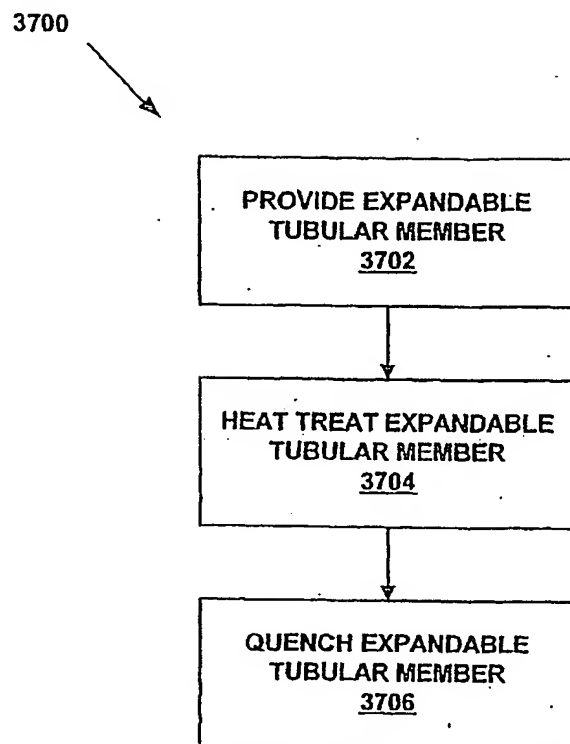 3700
PROVIDE EXPANDABLE
TUBULAR MEMBER
3702
HEAT TREAT EXPANDABLE
TUBULAR MEMBER
3704
QUENCH EXPANDABLE
TUBULAR MEMBER
3706